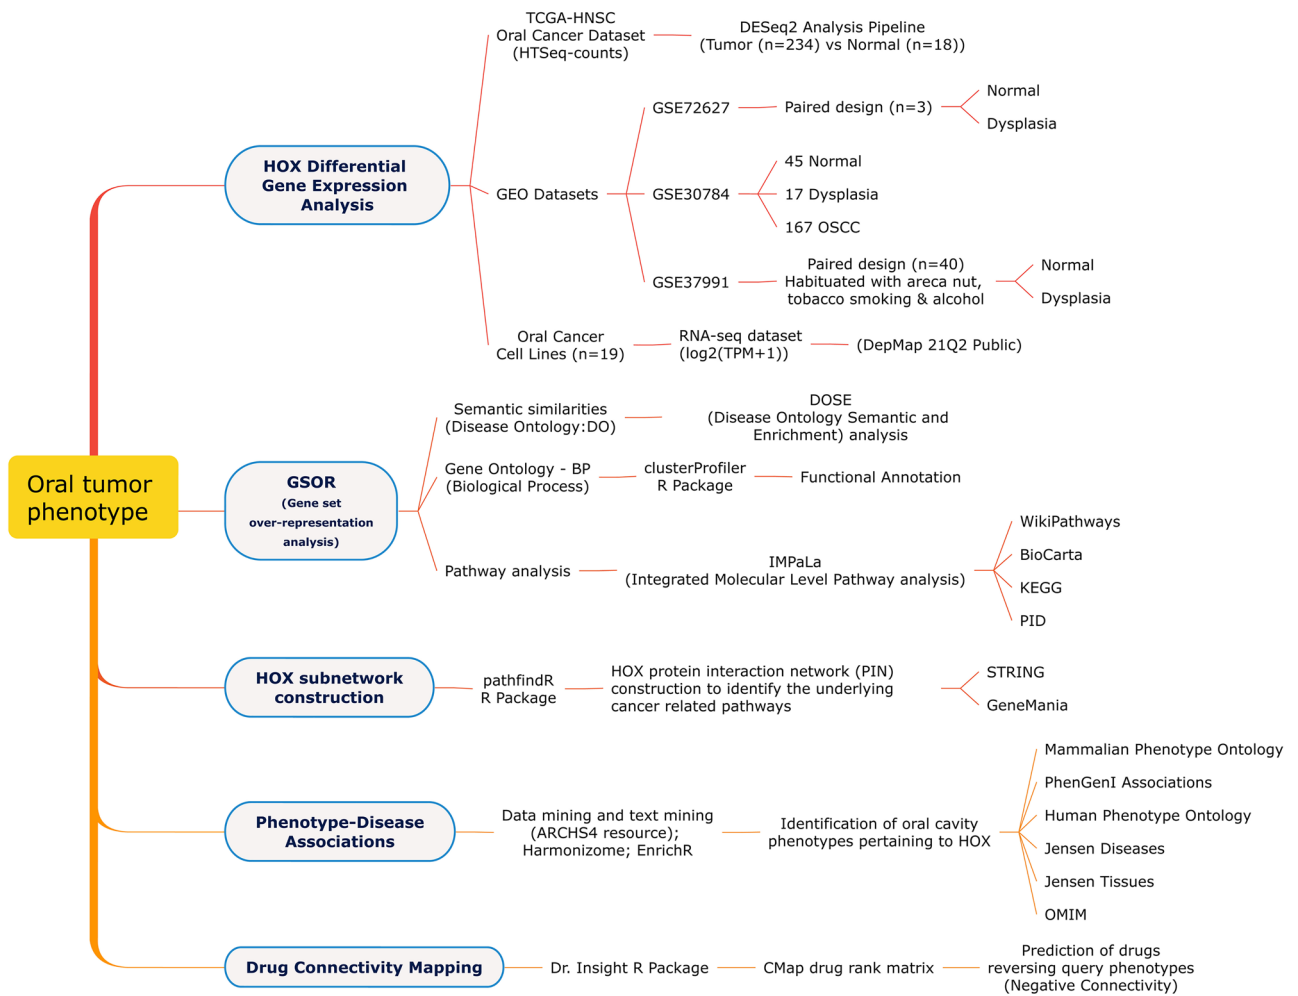 Oral tumor
phenotype
HOX Differential
Gene Expression
Analysis
TCGA-HNSC
Oral Cancer Dataset
(HTSeq-counts)
DESeq2 Analysis Pipeline
(Tumor (n=234) vs Normal (n=18))
GEO Datasets
GSE72627
Paired design (n=3)
Normal
Dysplasia
GSE30784
45 Normal
17 Dysplasia
167 OSCC
GSE37991
Paired design (n=40)
Habituated with areca nut,
tobacco smoking & alcohol
Normal
Dysplasia
Oral Cancer
Cell Lines (n=19)
RNA-seq dataset
(log2(TPM+1))
(DepMap 21Q2 Public)
GSOR
(Gene set
over-representation
analysis)
Semantic similarities
(Disease Ontology:DO)
DOSE
(Disease Ontology Semantic and
Enrichment) analysis
Gene Ontology - BP
(Biological Process)
clusterProfiler
R Package
Functional Annotation
Pathway analysis
IMPaLa
(Integrated Molecular Level Pathway analysis)
WikiPathways
BioCarta
KEGG
PID
HOX subnetwork
construction
pathfindR
R Package
HOX protein interaction network (PIN)
construction to identify the underlying
cancer related pathways
STRING
GeneMania
Phenotype-Disease
Associations
Data mining and text mining
(ARCHS4 resource);
Harmonizome; EnrichR
Identification of oral cavity
phenotypes pertaining to HOX
Mammalian Phenotype Ontology
PhenGenI Associations
Human Phenotype Ontology
Jensen Diseases
Jensen Tissues
OMIM
Drug Connectivity Mapping
Dr. Insight R Package
CMap drug rank matrix
Prediction of drugs
reversing query phenotypes
(Negative Connectivity)